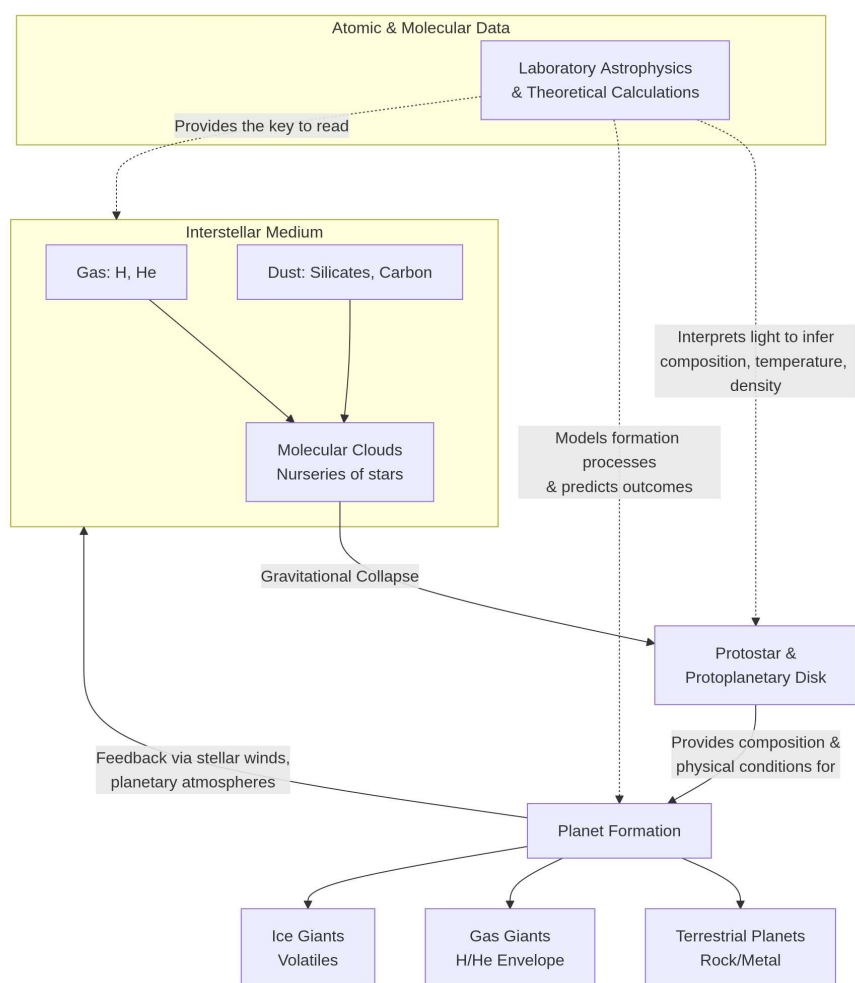 Atomic & Molecular Data
Laboratory Astrophysics
& Theoretical Calculations
Provides the key to read
Interstellar Medium
Gas: H, He
Dust: Silicates, Carbon
Interprets light to infer
composition, temperature,
density
Molecular Clouds
Nurseries of stars
Models formation
processes
& predicts outcomes
Gravitational Collapse
Protostar &
Protoplanetary Disk
Feedback via stellar winds,
planetary atmospheres
Provides composition &
physical conditions for
Planet Formation
Ice Giants
Volatiles
Gas Giants
H/He Envelope
Terrestrial Planets
Rock/Metal